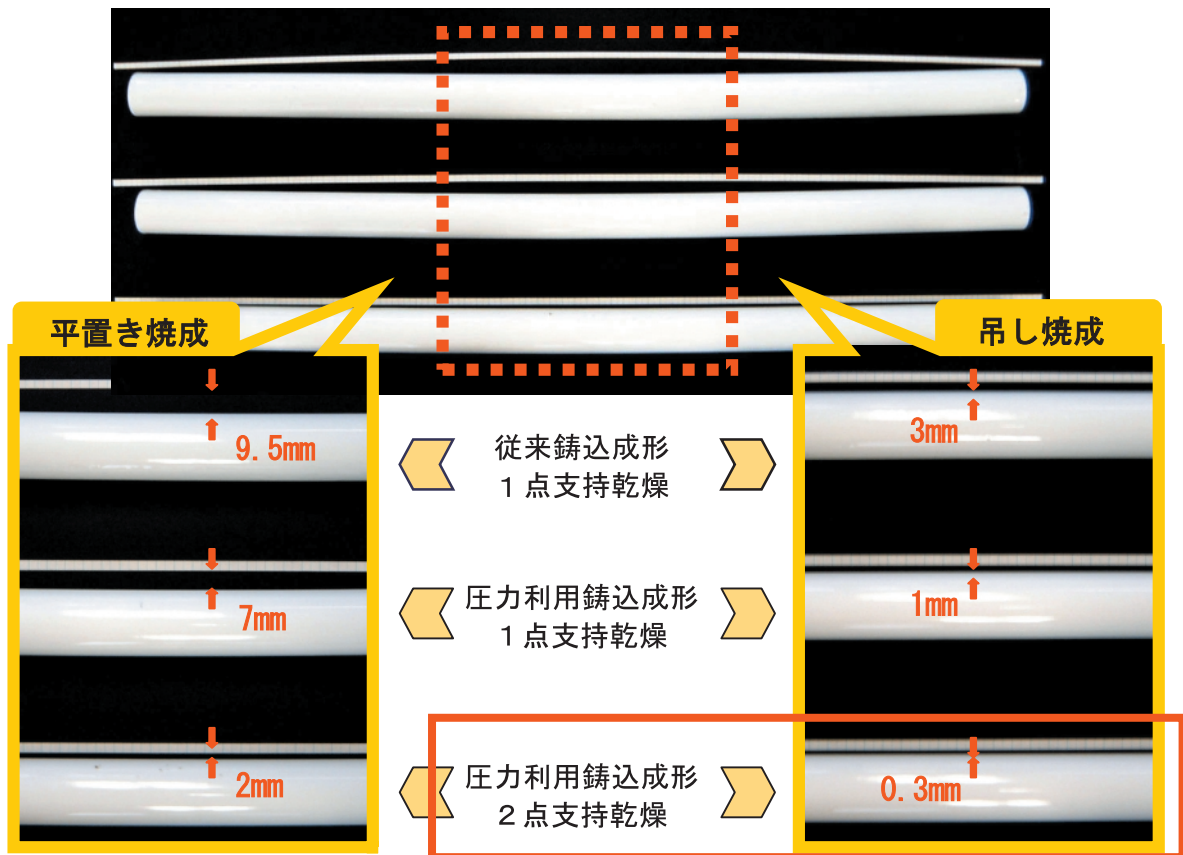 平置き焼成
吊し焼成
9.5mm
従来鋳込成形
１点支持乾燥
3mm
7mm
圧力利用鋳込成形
１点支持乾燥
1mm
2mm
圧力利用鋳込成形
２点支持乾燥
0.3mm